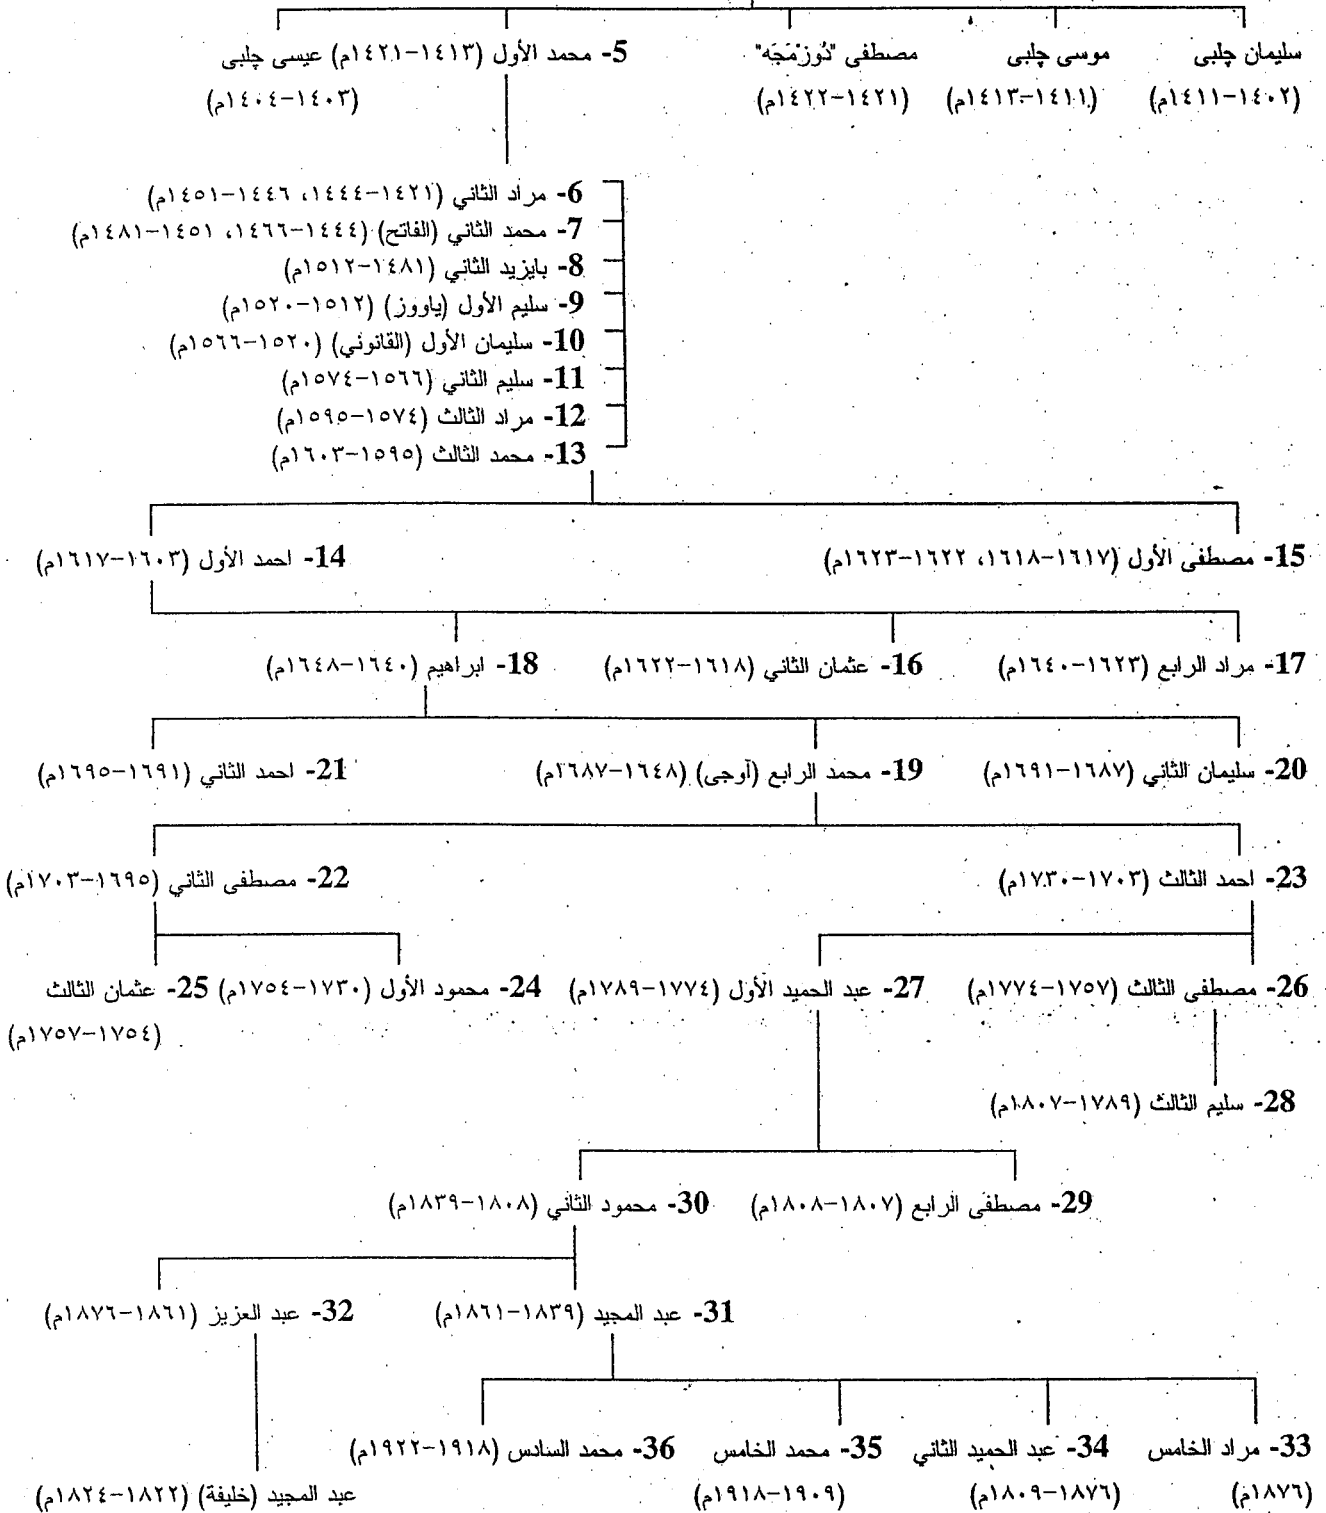 سليمان چلبى موسى چلبى مصطفى "دُوزْمَجَه" 5- محمد الأول (١٤١٣-١٤٢١م) عيسى چلبى
(١٤٠٢-١٤١١م) (١٤١١-١٤١٣م) (١٤٢١-١٤٢٢م) (١٤٠٣-١٤٠٤م)
6- مراد الثاني (١٤٢١-١٤٤٤، ١٤٤٦-١٤٥١م)
7- محمد الثاني (الفاتح) (١٤٤٤-١٤٦٦، ١٤٥١-١٤٨١م)
8- بايزيد الثاني (١٤٨١-١٥١٢م)
9- سليم الأول (ياووز) (١٥١٢-١٥٢٠م)
10- سليمان الأول (القانوني) (١٥٢٠-١٥٦٦م)
11- سليم الثاني (١٥٦٦-١٥٧٤م)
12- مراد الثالث (١٥٧٤-١٥٩٥م)
13- محمد الثالث (١٥٩٥-١٦٠٣م)
15- مصطفى الأول (١٦١٧-١٦١٨، ١٦٢٢-١٦٢٣م) 14- احمد الأول (١٦٠٣-١٦١٧م)
17- مراد الرابع (١٦٢٣-١٦٤٠م) 16- عثمان الثاني (١٦١٨-١٦٢٢م) 18- ابراهيم (١٦٤٠-١٦٤٨م)
20- سليمان الثاني (١٦٨٧-١٦٩١م) 19- محمد الرابع (آوجى) (١٦٤٨-١٦٨٧م) 21- احمد الثاني (١٦٩١-١٦٩٥م)
23- احمد الثالث (١٧٠٣-١٧٣٠م) 22- مصطفى الثاني (١٦٩٥-١٧٠٣م)
26- مصطفى الثالث (١٧٥٧-١٧٧٤م) 27- عبد الحميد الأول (١٧٧٤-١٧٨٩م) 24- محمود الأول (١٧٣٠-١٧٥٤م) 25- عثمان الثالث
(١٧٥٤-١٧٥٧م)
28- سليم الثالث (١٧٨٩-١٨٠٧م)
29- مصطفى الرابع (١٨٠٧-١٨٠٨م) 30- محمود الثاني (١٨٠٨-١٨٣٩م)
31- عبد المجيد (١٨٣٩-١٨٦١م) 32- عبد العزيز (١٨٦١-١٨٧٦م)
33- مراد الخامس 34- عبد الحميد الثاني 35- محمد الخامس 36- محمد السادس (١٩١٨-١٩٢٢م)
(١٨٧٦م) (١٨٧٦-١٨٠٩م) (١٩٠٩-١٩١٨م) عبد المجيد (خليفة) (١٨٢٢-١٨٢٤م)